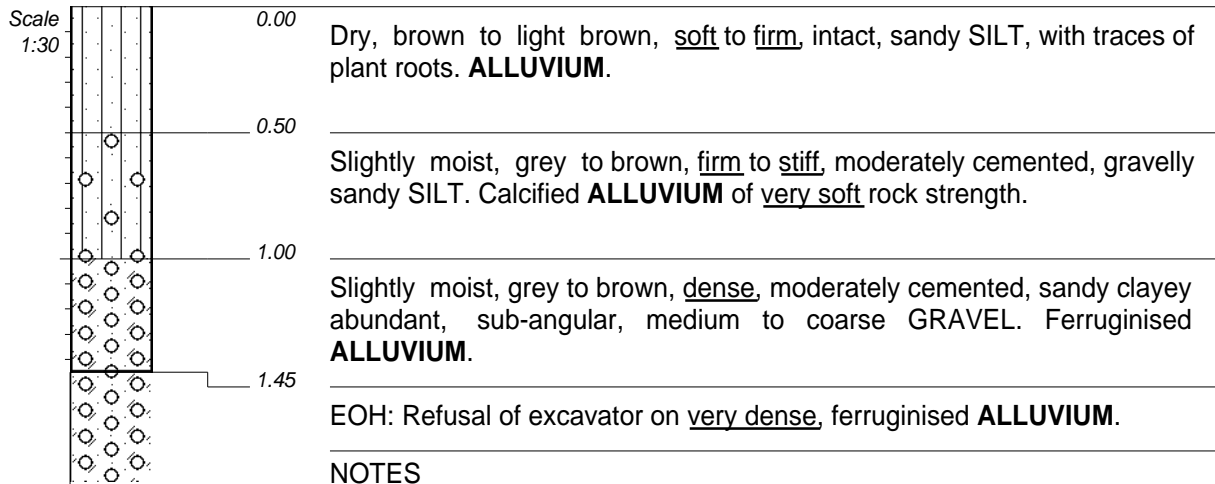 Scale
1:30
0.00
Dry, brown to light brown, soft to firm, intact, sandy SILT, with traces of
plant roots. ALLUVIUM.
0.50
Slightly moist, grey to brown, firm to stiff, moderately cemented, gravelly
sandy SILT. Calcified ALLUVIUM of very soft rock strength.
1.00
Slightly moist, grey to brown, dense, moderately cemented, sandy clayey
abundant, sub-angular, medium to coarse GRAVEL. Ferruginised
ALLUVIUM.
1.45
EOH: Refusal of excavator on very dense, ferruginised ALLUVIUM.
NOTES